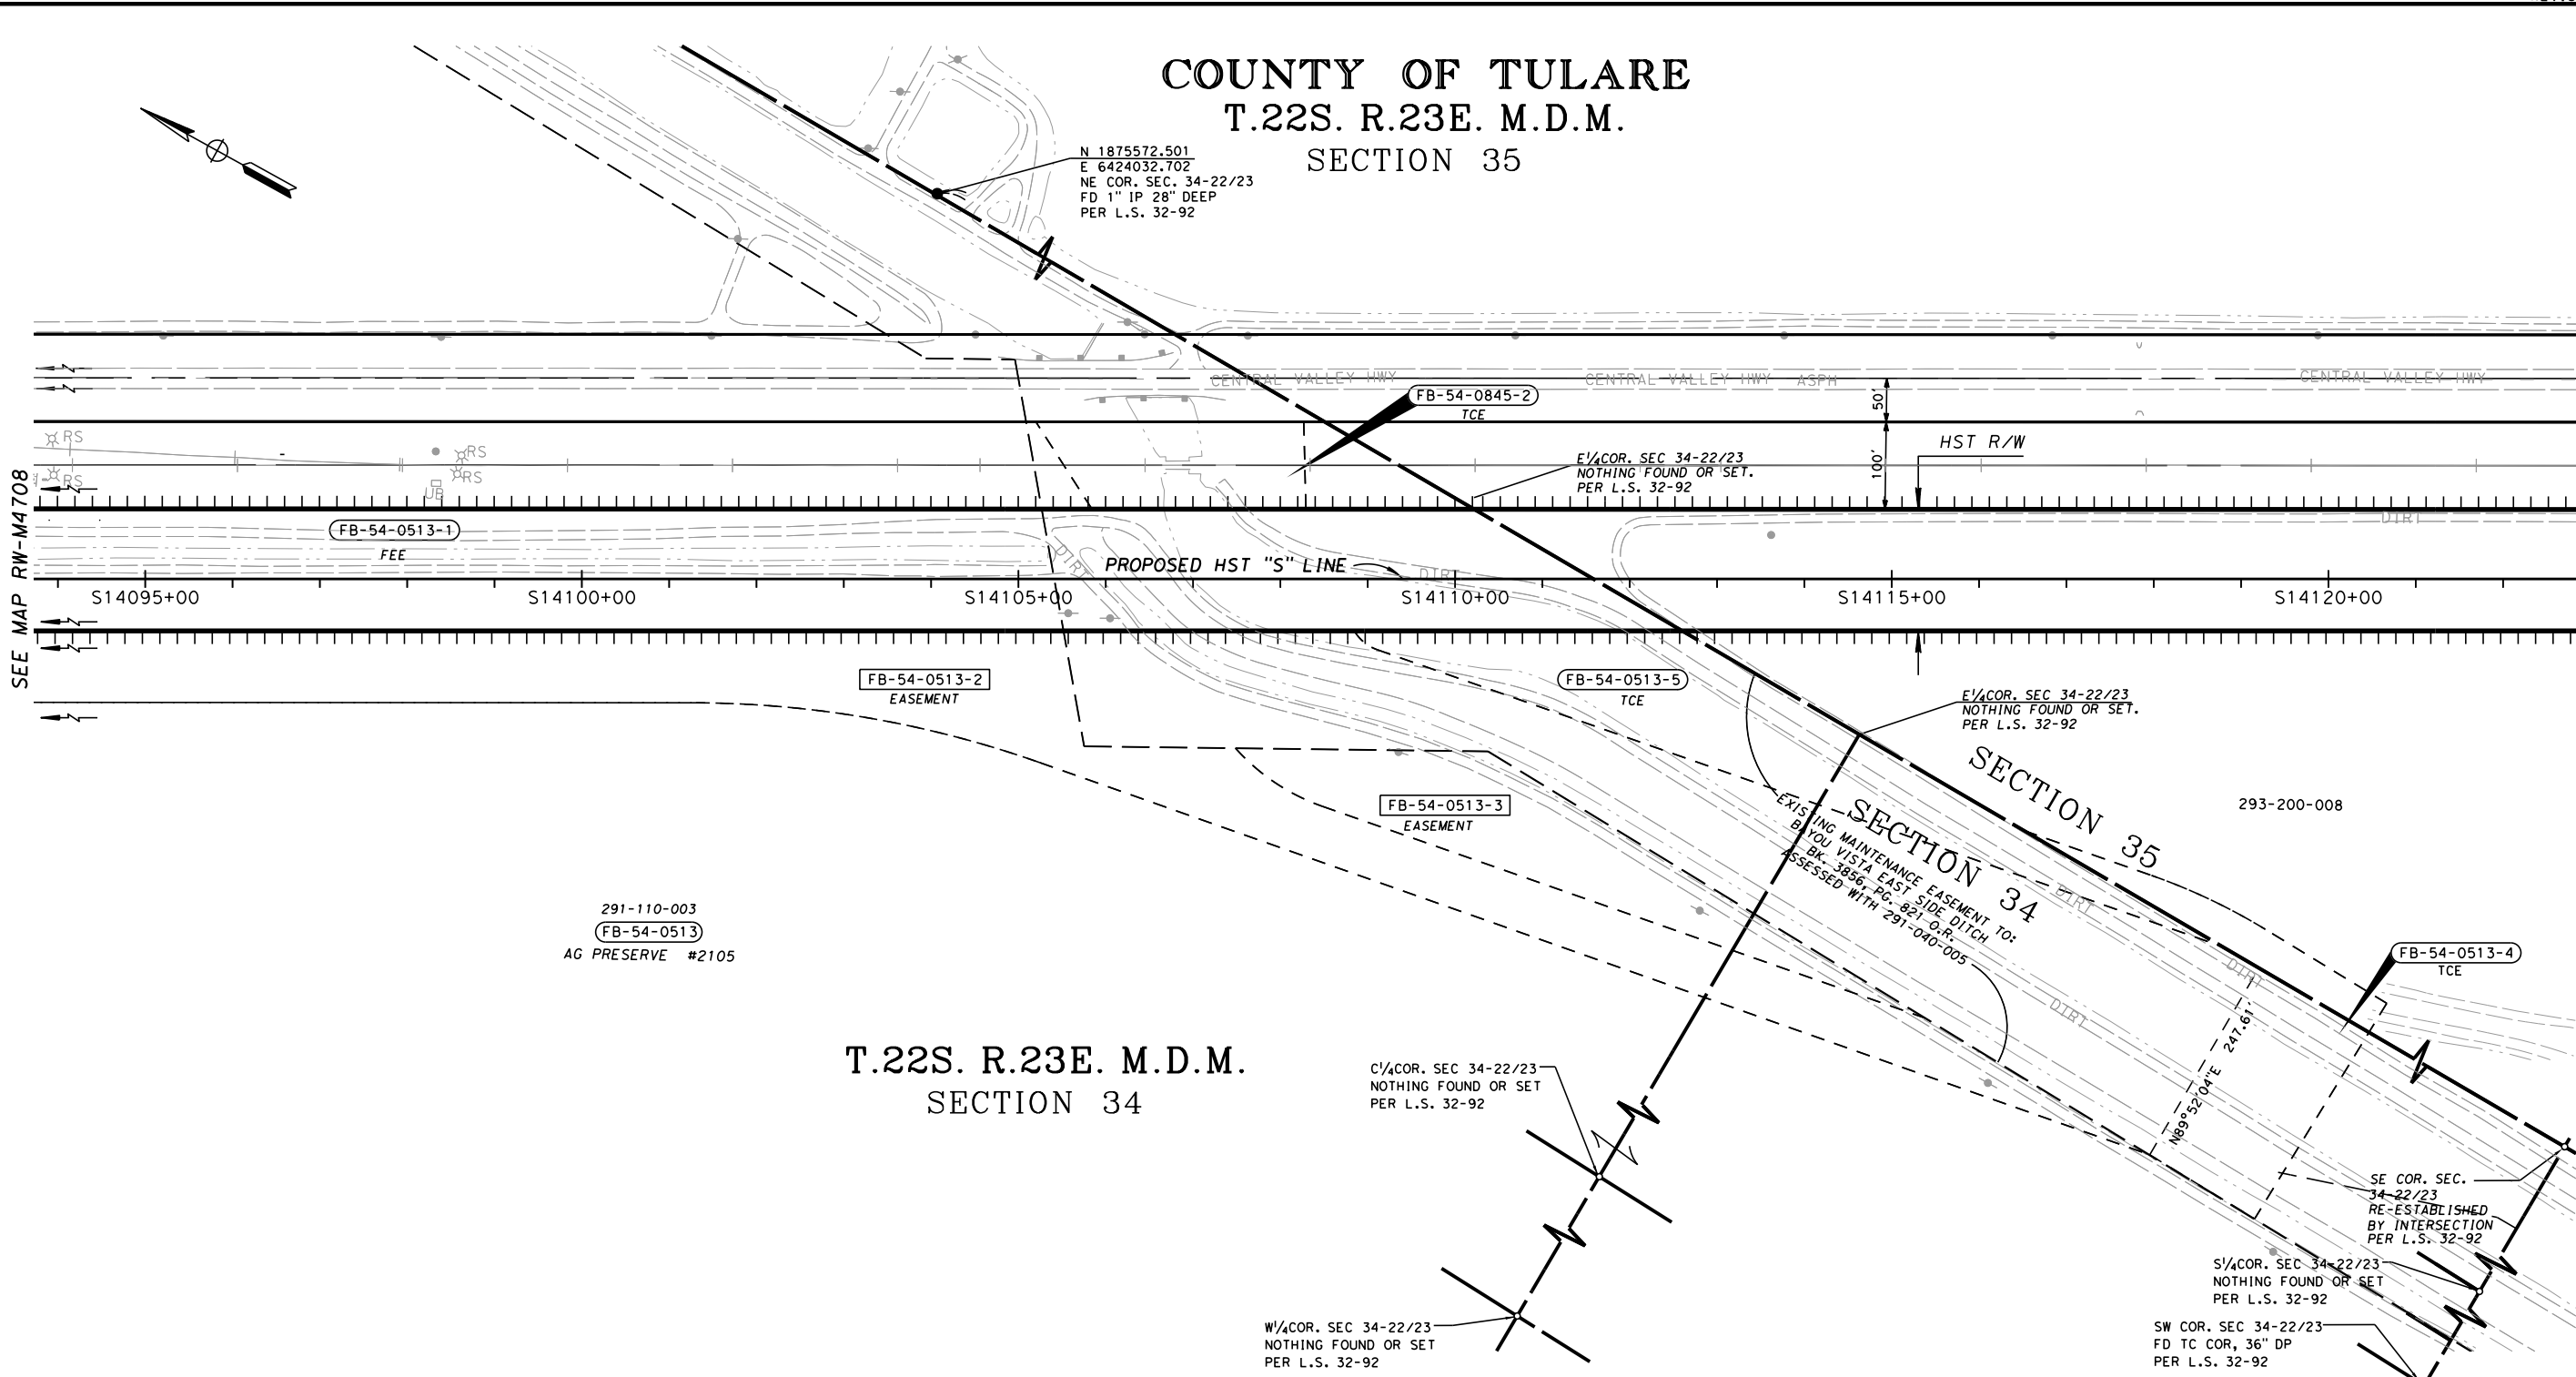 COUNTY OF TULARE
T.22S. R.23E. M.D.M.
SECTION 35
N 1875572.501
E 6424032.702
NE COR. SEC. 34-22/23
FD 1" IP 28" DEEP
PER L.S. 32-92
CENTRAL VALLEY HWY
CENTRAL VALLEY HWY ASPH
CENTRAL VALLEY HWY
FB-54-0845-2
TCE
50'
100'
HST R/W
RS
RS
RS
RS
UB
E¼COR. SEC 34-22/23
NOTHING FOUND OR SET.
PER L.S. 32-92
SEE MAP RW-M4708
FB-54-0513-1
FEE
DIRT
DIRT
DIRT
PROPOSED HST "S" LINE
S14095+00
S14100+00
S14105+00
S14110+00
S14115+00
S14120+00
FB-54-0513-2
EASEMENT
FB-54-0513-5
TCE
E¼COR. SEC 34-22/23
NOTHING FOUND OR SET.
PER L.S. 32-92
SECTION 35
293-200-008
FB-54-0513-3
EASEMENT
SECTION 34
EXISTING MAINTENANCE EASEMENT TO:
BAYOU VISTA EAST SIDE DITCH
BK. 3856, PG. 821 O.R.
ASSESSED WITH 291-040-005
DIRT
DIRT
DIRT
291-110-003
FB-54-0513
AG PRESERVE #2105
FB-54-0513-4
TCE
N89°52'04"E 247.61'
T.22S. R.23E. M.D.M.
SECTION 34
C¼COR. SEC 34-22/23
NOTHING FOUND OR SET
PER L.S. 32-92
SE COR. SEC.
34-22/23
RE-ESTABLISHED
BY INTERSECTION
PER L.S. 32-92
S¼COR. SEC 34-22/23
NOTHING FOUND OR SET
PER L.S. 32-92
W¼COR. SEC 34-22/23
NOTHING FOUND OR SET
PER L.S. 32-92
SW COR. SEC 34-22/23
FD TC COR, 36" DP
PER L.S. 32-92